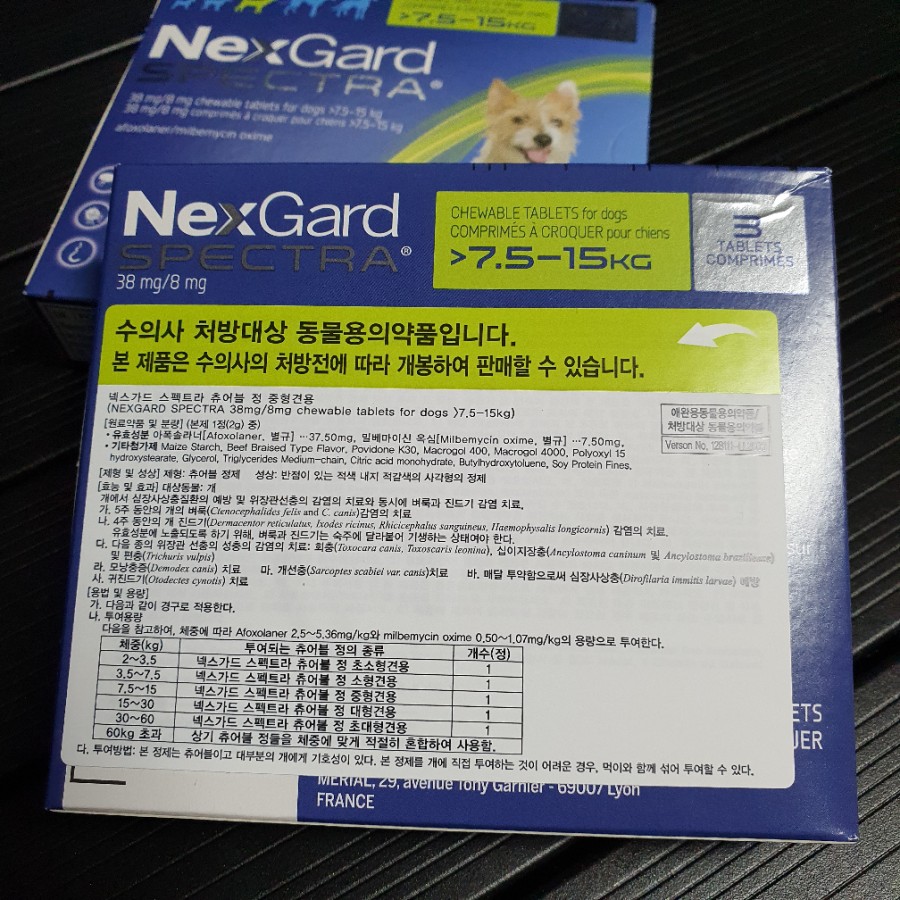 >7.5-15KG
NexGard
SPECTRA®
38 mg/8 mg chewable tablets for dogs >7.5-15 kg
38 mg/8 mg comprimés à croquer pour chiens >7.5-15 kg
afoxolaner/milbemycin oxime
NexGard
SPECTRA®
38 mg/8 mg
CHEWABLE TABLETS for dogs
COMPRIMÉS À CROQUER pour chiens
>7.5-15KG
3
TABLETS
COMPRIMÉS
수의사 처방대상 동물용의약품입니다.
본 제품은 수의사의 처방전에 따라 개봉하여 판매할 수 있습니다.
넥스가드 스펙트라 츄어블 정 중형견용
(NEXGARD SPECTRA 38mg/8mg chewable tablets for dogs >7.5-15kg)
애완용동물용의약품/
처방대상 동물용의약품
Verson No.
[원료약품 및 분량] (본제 1정(2g) 중)
• 유효성분 아폭솔라너[Afoxolaner, 별규] ···37.50mg, 밀베마이신 옥심[Milbemycin oxime, 별규] ···7.50mg,
• 기타첨가제 Maize Starch, Beef Braised Type Flavor, Povidone K30, Macrogol 400, Macrogol 4000, Polyoxyl 15
hydroxystearate, Glycerol, Triglycerides Medium-chain, Citric acid monohydrate, Butylhydroxytoluene, Soy Protein Fines,
[제형 및 성상] 제형: 츄어블 정제 성상: 반점이 있는 적색 내지 적갈색의 사각형의 정제
[효능 및 효과] 대상동물: 개
개에서 심장사상충질환의 예방 및 위장관선충의 감염의 치료와 동시에 벼룩과 진드기 감염 치료.
가. 5주 동안의 개의 벼룩(Ctenocephalides felis and C. canis)감염의 치료
나. 4주 동안의 개 진드기(Dermacentor reticulatus, Ixodes ricinus, Rhicicephalus sanguineus, Haemophysalis longicornis) 감염의 치료.
유효성분에 노출되도록 하기 위해, 벼룩과 진드기는 숙주에 달라붙어 기생하는 상태여야 한다.
다. 다음 종의 위장관 선충의 성충의 감염의 치료: 회충(Toxocara canis, Toxoscaris leonina), 십이지장충(Ancylostoma caninum 및 Ancylostoma braziliense)
및 편충(Trichuris vulpis)
라. 모낭충증(Demodex canis) 치료 마. 개선충(Sarcoptes scabiei var. canis)치료 바. 매달 투약함으로써 심장사상충(Dirofilaria immitis larvae) 예방
사. 귀진드기(Otodectes cynotis) 치료
[용법 및 용량]
가. 다음과 같이 경구로 적용한다.
나. 투여용량
다음을 참고하여, 체중에 따라 Afoxolaner 2.5~5.36mg/kg와 milbemycin oxime 0.50~1.07mg/kg의 용량으로 투여한다.
체중(kg) 투여되는 츄어블 정의 종류 개수(정)
2~3.5 넥스가드 스펙트라 츄어블 정 초소형견용 1
3.5~7.5 넥스가드 스펙트라 츄어블 정 소형견용 1
7.5~15 넥스가드 스펙트라 츄어블 정 중형견용 1
15~30 넥스가드 스펙트라 츄어블 정 대형견용 1
30~60 넥스가드 스펙트라 츄어블 정 초대형견용 1
60kg 초과 상기 츄어블 정들을 체중에 맞게 적절히 혼합하여 사용함.
다. 투여방법: 본 정제는 츄어블이고 대부분의 개에게 기호성이 있다. 본 정제를 개에 직접 투여하는 것이 어려운 경우, 먹이와 함께 섞어 투여할 수 있다.
MERIAL, 29, avenue Tony Garnier - 69007 Lyon
FRANCE